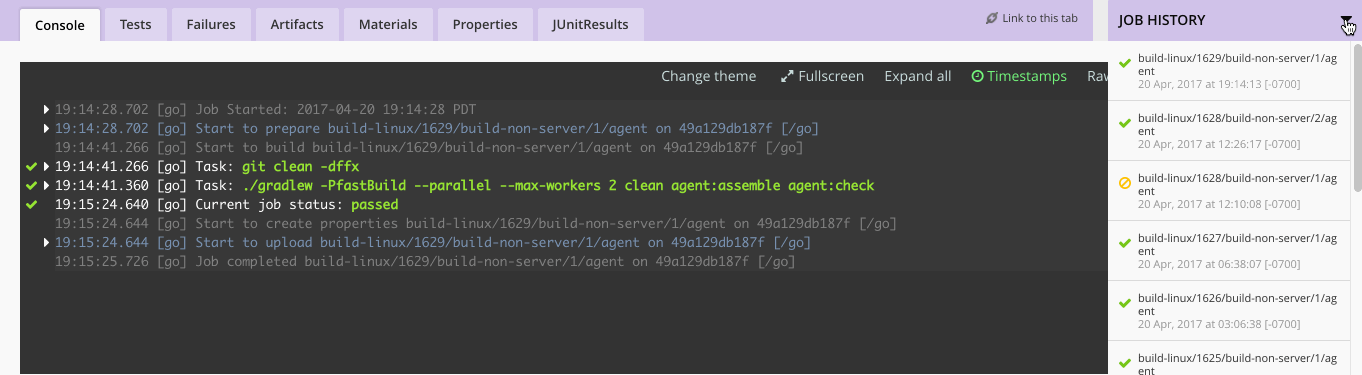 Console
Tests
Failures
Artifacts
Materials
Properties
JUnitResults
Link to this tab
JOB HISTORY
Change theme
Fullscreen
Expand all
Timestamps
Raw
19:14:28.702 [go] Job Started: 2017-04-20 19:14:28 PDT
19:14:28.702 [go] Start to prepare build-linux/1629/build-non-server/1/agent on 49a129db187f [/go]
19:14:41.266 [go] Start to build build-linux/1629/build-non-server/1/agent on 49a129db187f [/go]
19:14:41.266 [go] Task: git clean -dffx
19:14:41.360 [go] Task: ./gradlew -PfastBuild --parallel --max-workers 2 clean agent:assemble agent:check
19:15:24.640 [go] Current job status: passed
19:15:24.644 [go] Start to create properties build-linux/1629/build-non-server/1/agent on 49a129db187f [/go]
19:15:24.644 [go] Start to upload build-linux/1629/build-non-server/1/agent on 49a129db187f [/go]
19:15:25.726 [go] Job completed build-linux/1629/build-non-server/1/agent on 49a129db187f [/go]
build-linux/1629/build-non-server/1/ag
ent
20 Apr, 2017 at 19:14:13 [-0700]
build-linux/1628/build-non-server/2/ag
ent
20 Apr, 2017 at 12:26:17 [-0700]
build-linux/1628/build-non-server/1/ag
ent
20 Apr, 2017 at 12:10:08 [-0700]
build-linux/1627/build-non-server/1/ag
ent
20 Apr, 2017 at 06:38:07 [-0700]
build-linux/1626/build-non-server/1/ag
ent
20 Apr, 2017 at 03:06:38 [-0700]
build-linux/1625/build-non-server/1/ag
ent